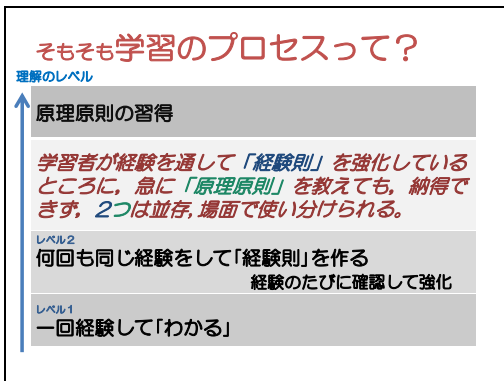 そもそも学習のプロセスって？
理解のレベル
原理原則の習得
学習者が経験を通して「経験則」を強化している
ところに，急に「原理原則」を教えても，納得で
きず，２つは並存，場面で使い分けられる。
レベル２
何回も同じ経験をして｢経験則｣を作る
経験のたびに確認して強化
レベル１
一回経験して｢わかる｣